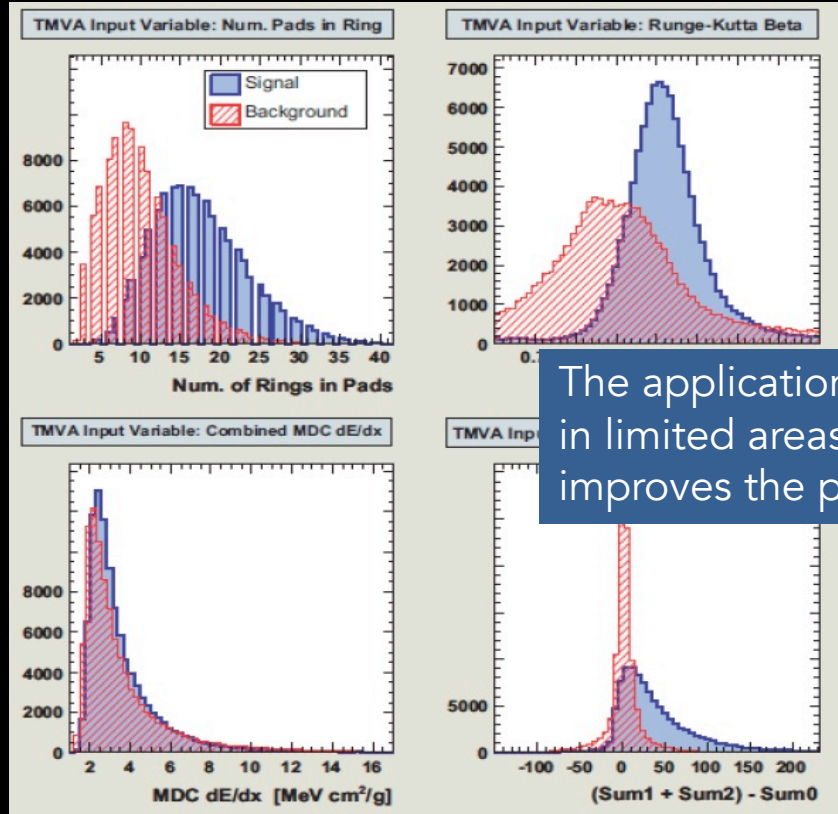 TMVA Input Variable: Num. Pads in Ring
Signal
Background
8000
6000
4000
2000
0
5 10 15 20 25 30 35 40
Num. of Rings in Pads
TMVA Input Variable: Runge-Kutta Beta
7000
6000
5000
4000
3000
2000
1000
0
The application
in limited areas
improves the p
TMVA Input Variable: Combined MDC dE/dx
8000
6000
4000
2000
0
2 4 6 8 10 12 14 16
MDC dE/dx [MeV cm²/g]
TMVA Inp
5000
0
-100 -50 0 50 100 150 200
(Sum1 + Sum2) - Sum0